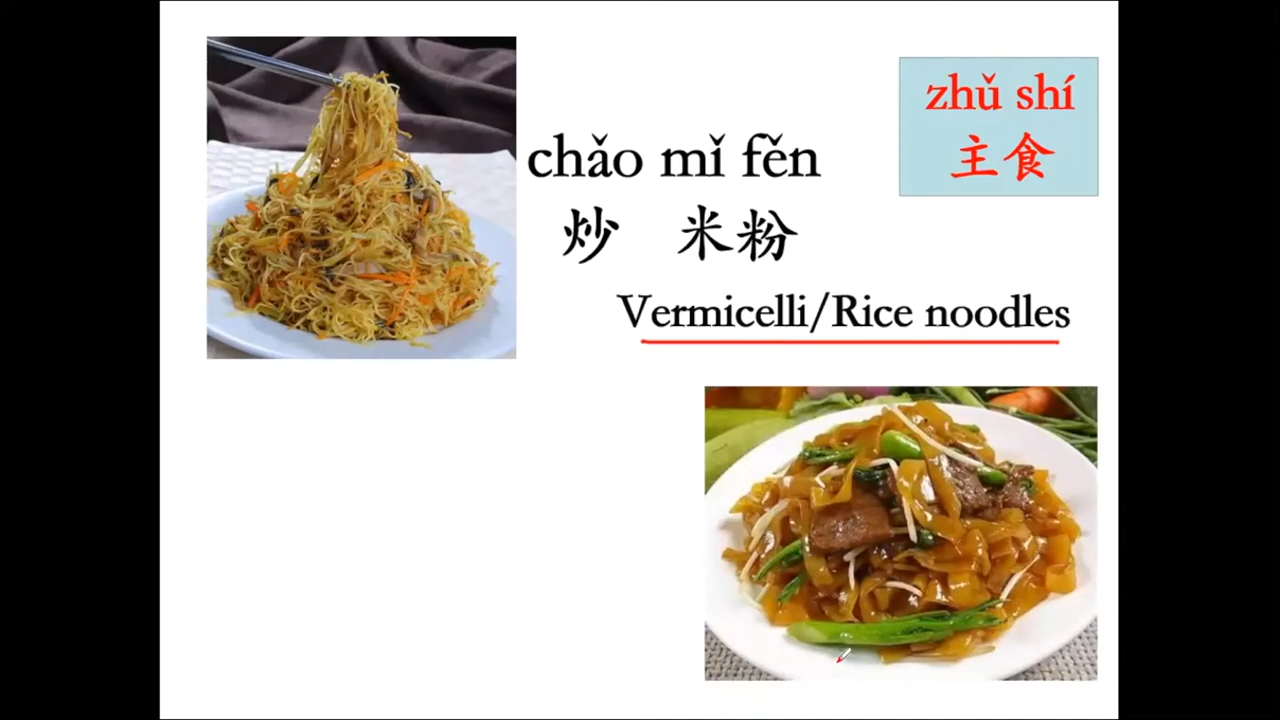 zhǔ shí
主食
chǎo mǐ fěn
炒 米粉
Vermicelli/Rice noodles